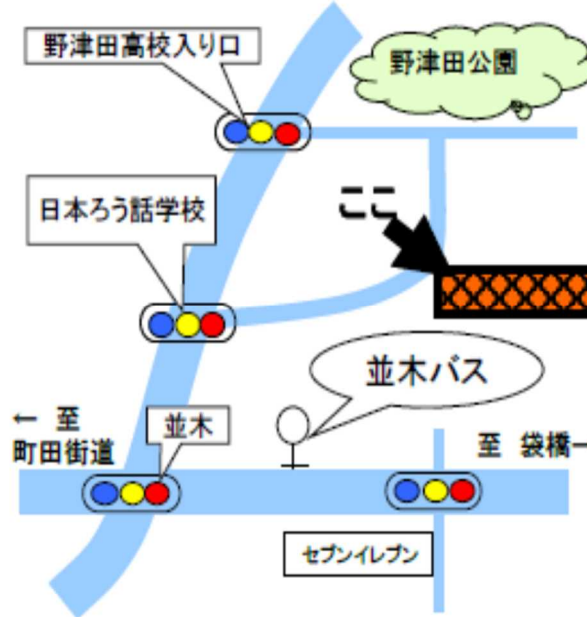 野津田高校入り口
野津田公園
日本ろう話学校
ここ
並木バス
← 至
町田街道
並木
至 袋橋
セブンイレブン